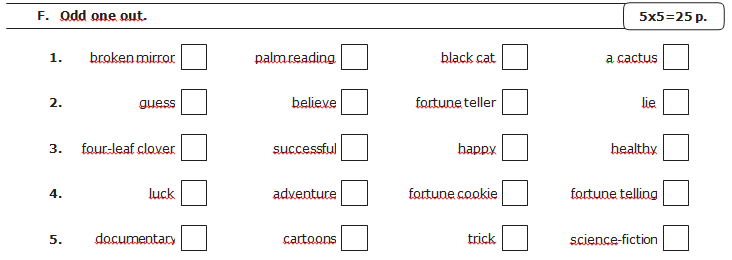 F. Odd one out. 5x5=25 p.
1. broken mirror palm reading black cat a cactus
2. guess believe fortune teller lie
3. four-leaf clover successful happy healthy
4. luck adventure fortune cookie fortune telling
5. documentary cartoons trick science-fiction